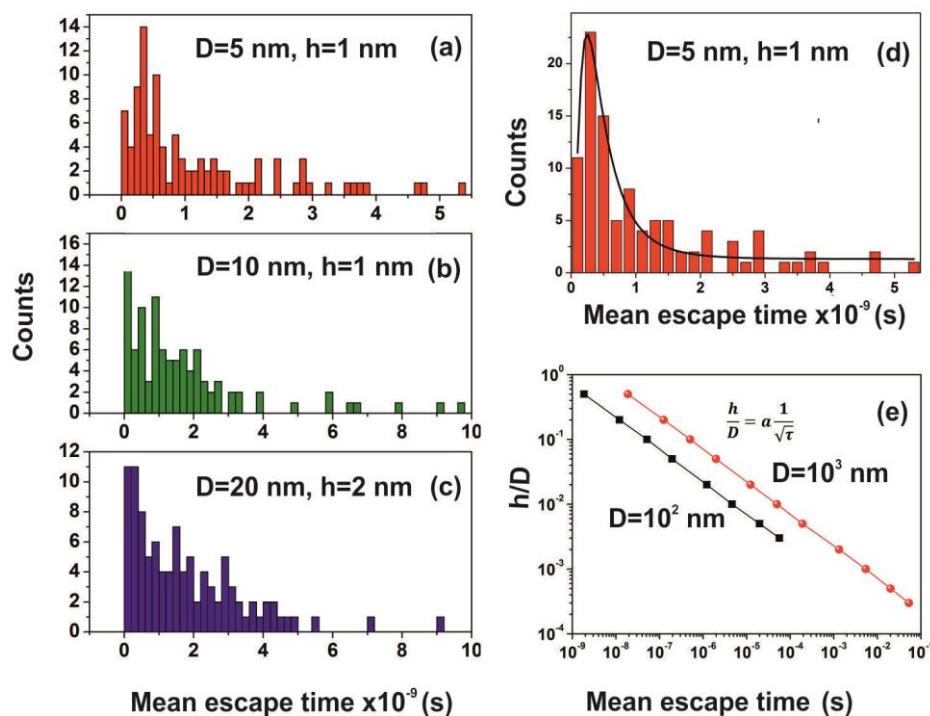 14
12
10
8
6
4
2
0
D=5 nm, h=1 nm
(a)
0 1 2 3 4 5
16
14
12
10
8
6
4
2
0
D=10 nm, h=1 nm
(b)
0 2 4 6 8 10
Counts
12
10
8
6
4
2
0
D=20 nm, h=2 nm
(c)
0 2 4 6 8 10
Mean escape time x10⁻⁹ (s)
20
15
10
5
0
Counts
D=5 nm, h=1 nm
(d)
0 1 2 3 4 5
Mean escape time x10⁻⁹ (s)
10⁰
10⁻¹
10⁻²
10⁻³
10⁻⁴
h/D
(e)
h/D = a 1/√τ
D=10³ nm
D=10² nm
10⁻⁹ 10⁻⁸ 10⁻⁷ 10⁻⁶ 10⁻⁵ 10⁻⁴ 10⁻³ 10⁻² 10⁻¹
Mean escape time (s)